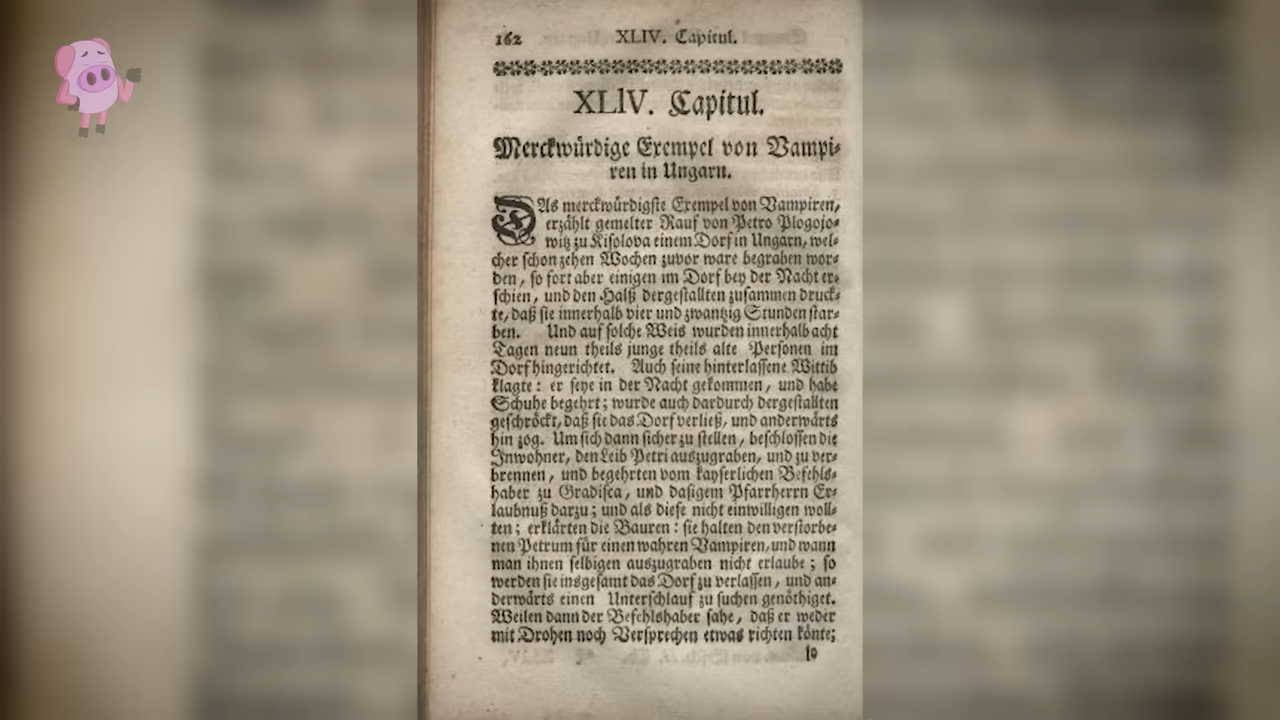 162 XLIV. Capitul.
XLIV. Capitul.
Merckwürdige Exempel von Vampi⸗
ren in Ungarn.
DAs merckwürdigste Exempel von Vampiren,
erzählt gemelter Rauf von Petro Plogojo⸗
witz zu Kisolova einem Dorf in Ungarn, wel⸗
cher schon zehen Wochen zuvor ware begraben wor⸗
den, so fort aber einigen im Dorf bey der Nacht er⸗
schien, und den Halß dergestallten zusammen druck⸗
te, daß sie innerhalb vier und zwantzig Stunden star⸗
ben. Und auf solche Weis wurden innerhalb acht
Tagen neun theils junge theils alte Personen im
Dorf hingerichtet. Auch seine hinterlassene Wittib
klagte: er seye in der Nacht gekommen, und habe
Schuhe begehrt; wurde auch dardurch dergestallten
geschröckt, daß sie das Dorf verließ, und anderwärts
hin zog. Um sich dann sicher zu stellen, beschlossen die
Inwohner, den Leib Petri auszugraben, und zu ver⸗
brennen, und begehrten vom kayserlichen Befehls⸗
haber zu Gradisca, und dasigem Pfarrherrn Er⸗
laubnuß darzu; und als diese nicht einwilligen woll⸗
ten; erklärten die Bauren: sie halten den verstorbe⸗
nen Petrum für einen wahren Vampiren, und wann
man ihnen selbigen auszugraben nicht erlaube; so
werden sie insgesamt das Dorf zu verlassen, und an⸗
derwärts einen Unterschlauf zu suchen genöthiget.
Weilen dann der Befehlshaber sahe, daß er weder
mit Drohen noch Versprechen etwas richten könte;
so